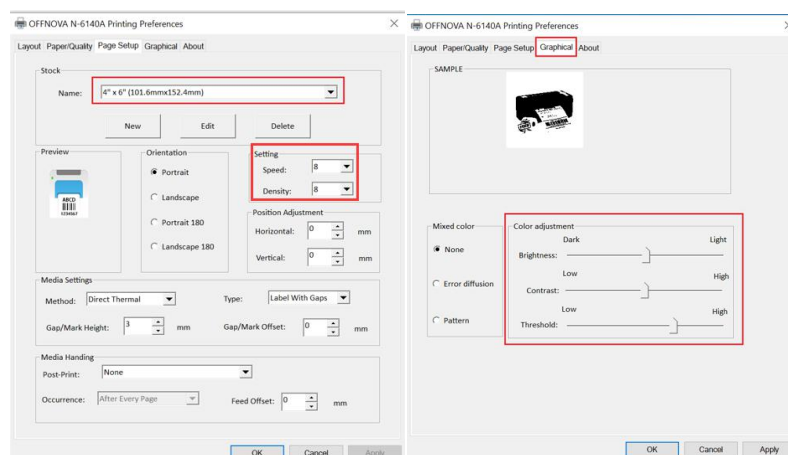 OFFNOVA N-6140A Printing Preferences
Layout Paper/Quality Page Setup Graphical About
Stock
Name: 4" x 6" (101.6mmx152.4mm)
New Edit Delete
Preview
ABCD
1234567
Orientation
Portrait
Landscape
Portrait 180
Landscape 180
Setting
Speed: 8
Density: 8
Position Adjustment
Horizontal: 0 mm
Vertical: 0 mm
Media Settings
Method: Direct Thermal Type: Label With Gaps
Gap/Mark Height: 3 mm Gap/Mark Offset: 0 mm
Media Handing
Post-Print: None
Occurrence: After Every Page Feed Offset: 0 mm
OK Cancel Apply
OFFNOVA N-6140A Printing Preferences
Layout Paper/Quality Page Setup Graphical About
SAMPLE
Mixed color
None
Error diffusion
Pattern
Color adjustment
Dark Light
Brightness:
Low High
Contrast:
Low High
Threshold:
OK Cancel Apply